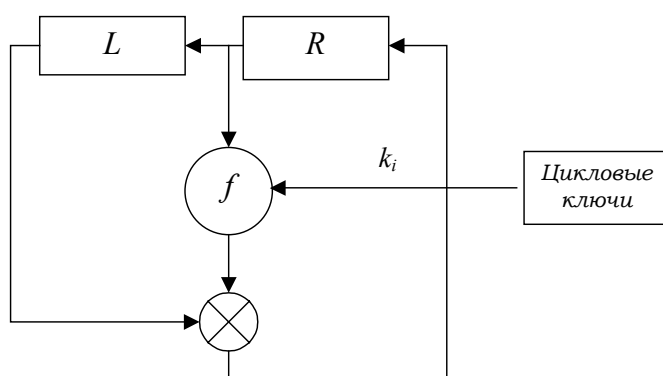 L
R
f
k_i
Цикловые
ключи